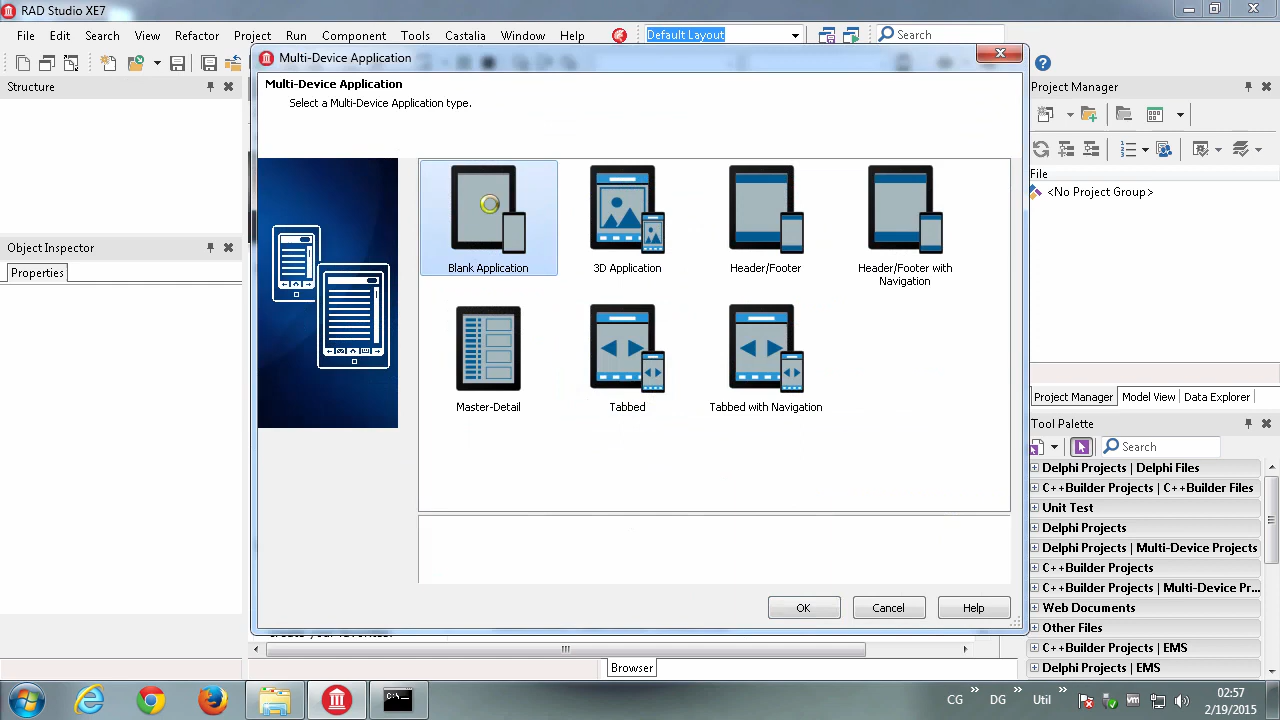 RAD Studio XE7
File Edit Search View Refactor Project Run Component Tools Castalia Window Help
Default Layout
Search
Multi-Device Application
Structure
Multi-Device Application
Select a Multi-Device Application type.
Project Manager
File
<No Project Group>
Object Inspector
Properties
Blank Application
3D Application
Header/Footer
Header/Footer with
Navigation
Master-Detail
Tabbed
Tabbed with Navigation
Project Manager Model View Data Explorer
Tool Palette
Search
Delphi Projects | Delphi Files
C++Builder Projects | C++Builder Files
Unit Test
Delphi Projects
Delphi Projects | Multi-Device Projects
C++Builder Projects
C++Builder Projects | Multi-Device Pr...
Web Documents
Other Files
C++Builder Projects | EMS
Delphi Projects | EMS
OK Cancel Help
Browser
C:\
CG » DG » Util »
02:57
2/19/2015